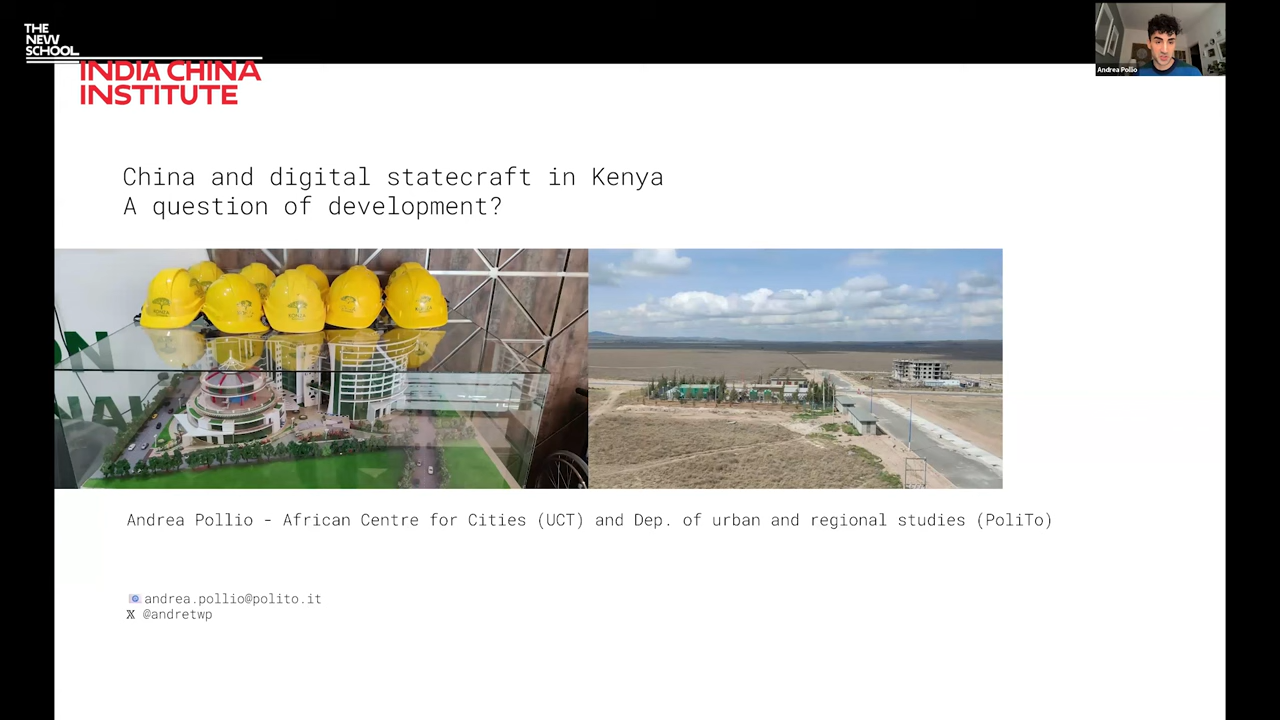 THE
NEW
SCHOOL
INDIA CHINA
INSTITUTE
Andrea Pollio
China and digital statecraft in Kenya
A question of development?
KONZA
Andrea Pollio - African Centre for Cities (UCT) and Dep. of urban and regional studies (PoliTo)
andrea.pollio@polito.it
X @andretwp